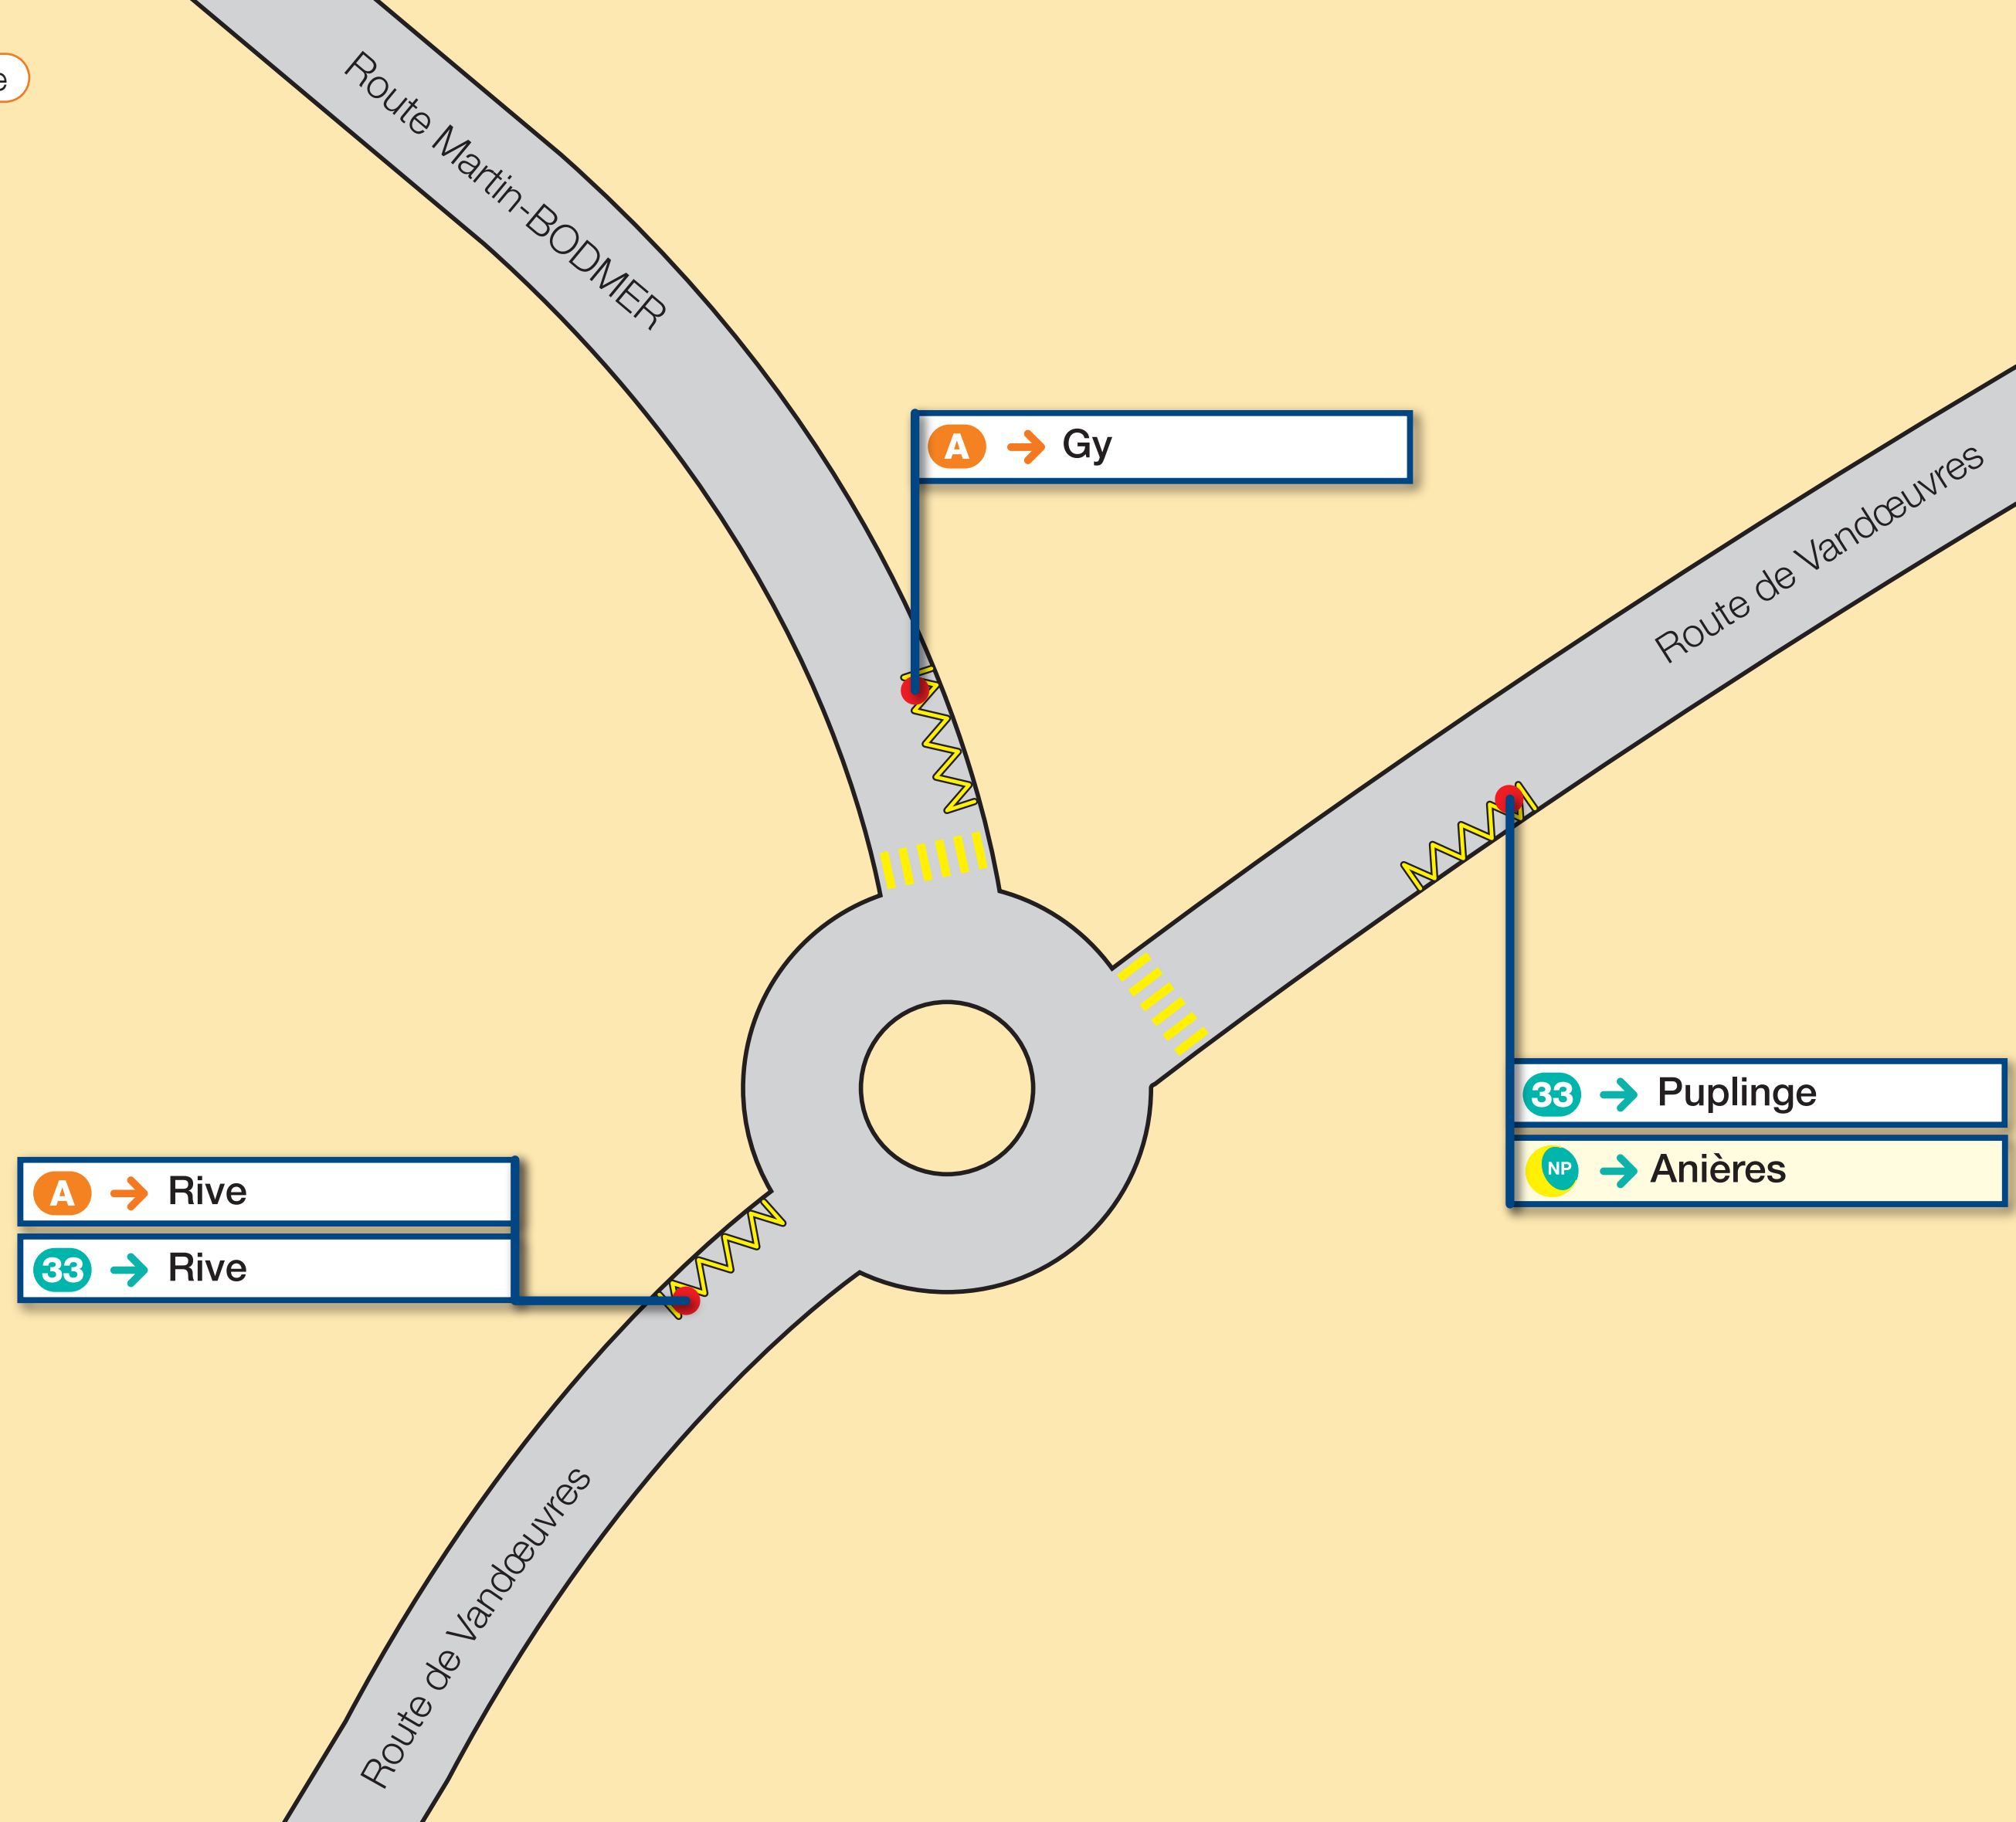 e
Route Martin-BODMER
A → Gy
Route de Vandœuvres
33 → Puplinge
NP → Anières
A → Rive
33 → Rive
Route de Vandœuvres